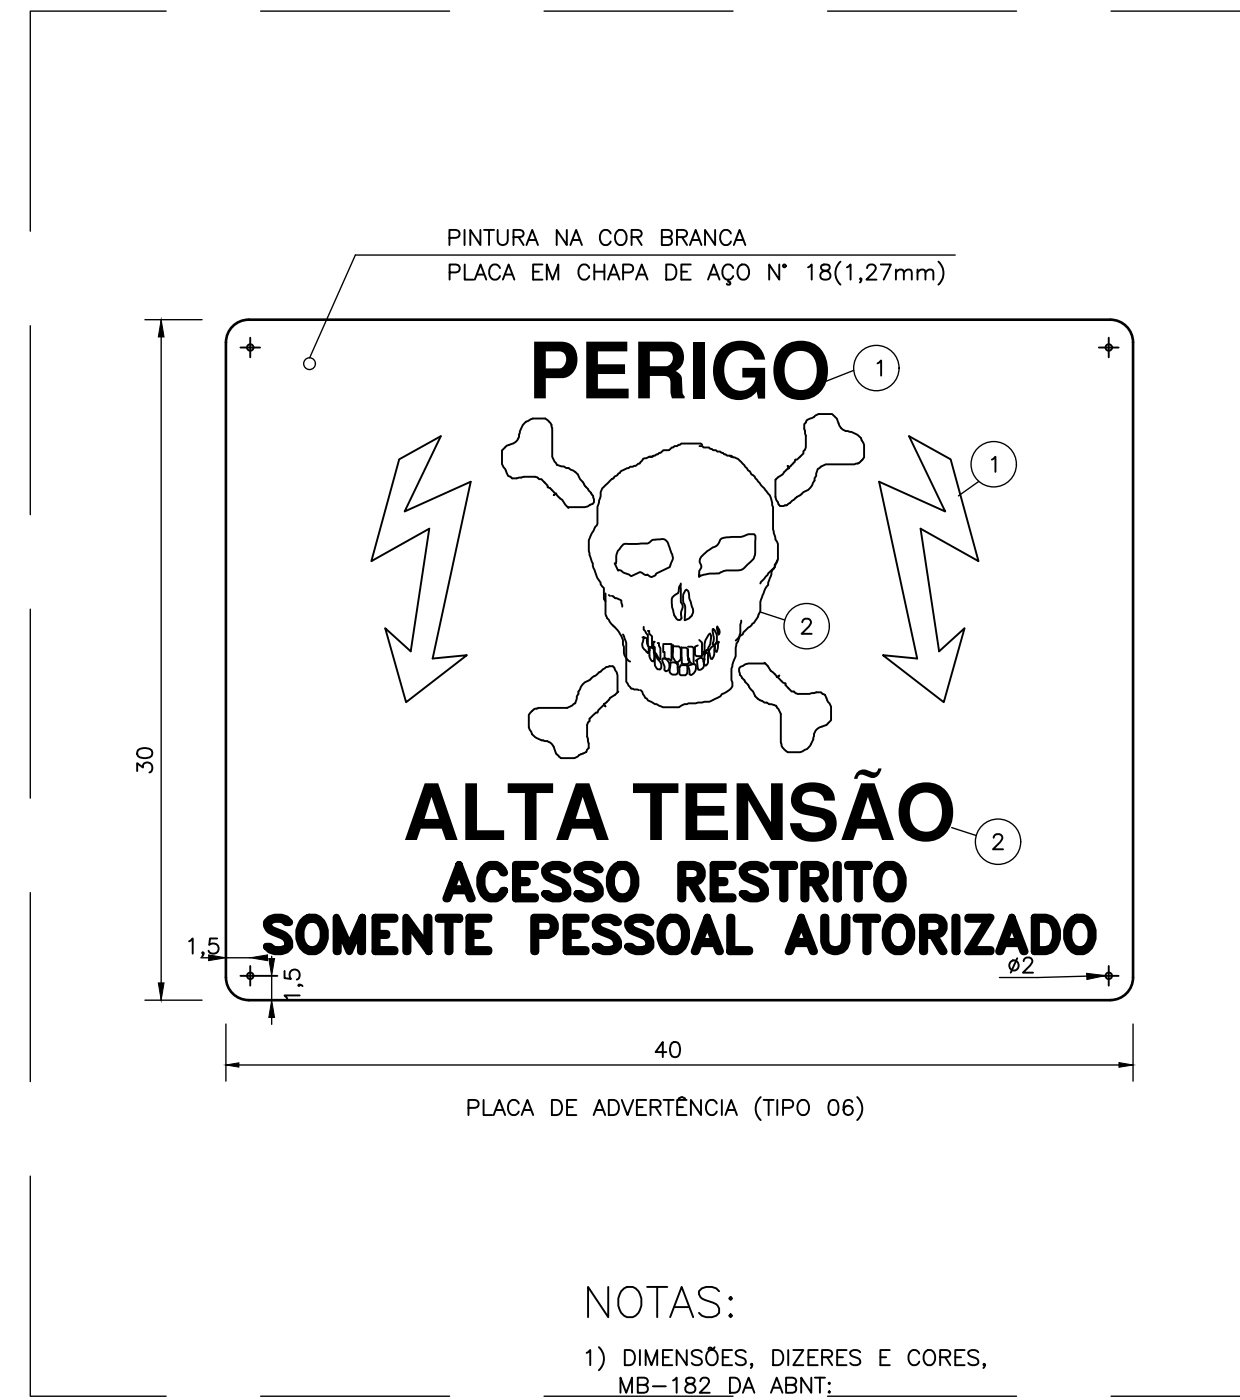 PINTURA NA COR BRANCA
PLACA EM CHAPA DE AÇO N° 18(1,27mm)
PERIGO
1
1
2
30
ALTA TENSÃO
2
ACESSO RESTRITO
SOMENTE PESSOAL AUTORIZADO
1,5
1,5
ø2
40
PLACA DE ADVERTÊNCIA (TIPO 06)
NOTAS:
1) DIMENSÕES, DIZERES E CORES,
MB-182 DA ABNT: